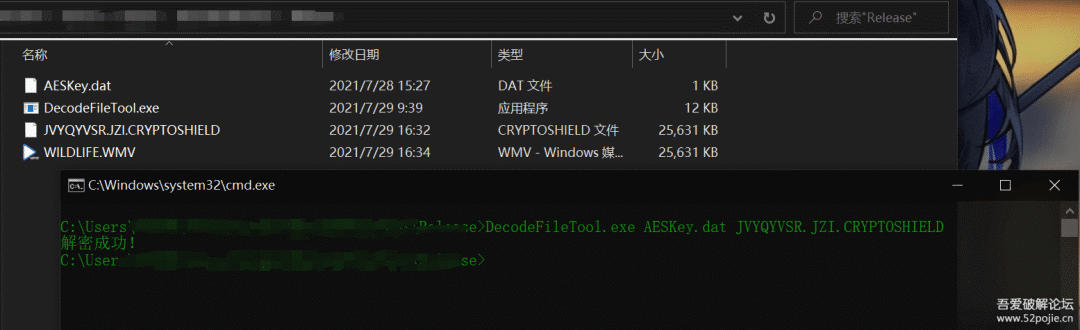 搜索"Release"
名称 修改日期 类型 大小
AESKey.dat 2021/7/28 15:27 DAT 文件 1 KB
DecodeFileTool.exe 2021/7/29 9:39 应用程序 12 KB
JVYQYVSR.JZI.CRYPTOSHIELD 2021/7/29 16:32 CRYPTOSHIELD 文件 25,631 KB
WILDLIFE.WMV 2021/7/29 16:34 WMV - Windows 媒... 25,631 KB
C:\Windows\system32\cmd.exe
C:\Users\ Release>DecodeFileTool.exe AESKey.dat JVYQYVSR.JZI.CRYPTOSHIELD
解密成功!
C:\User se>
吾爱破解论坛
www.52pojie.cn